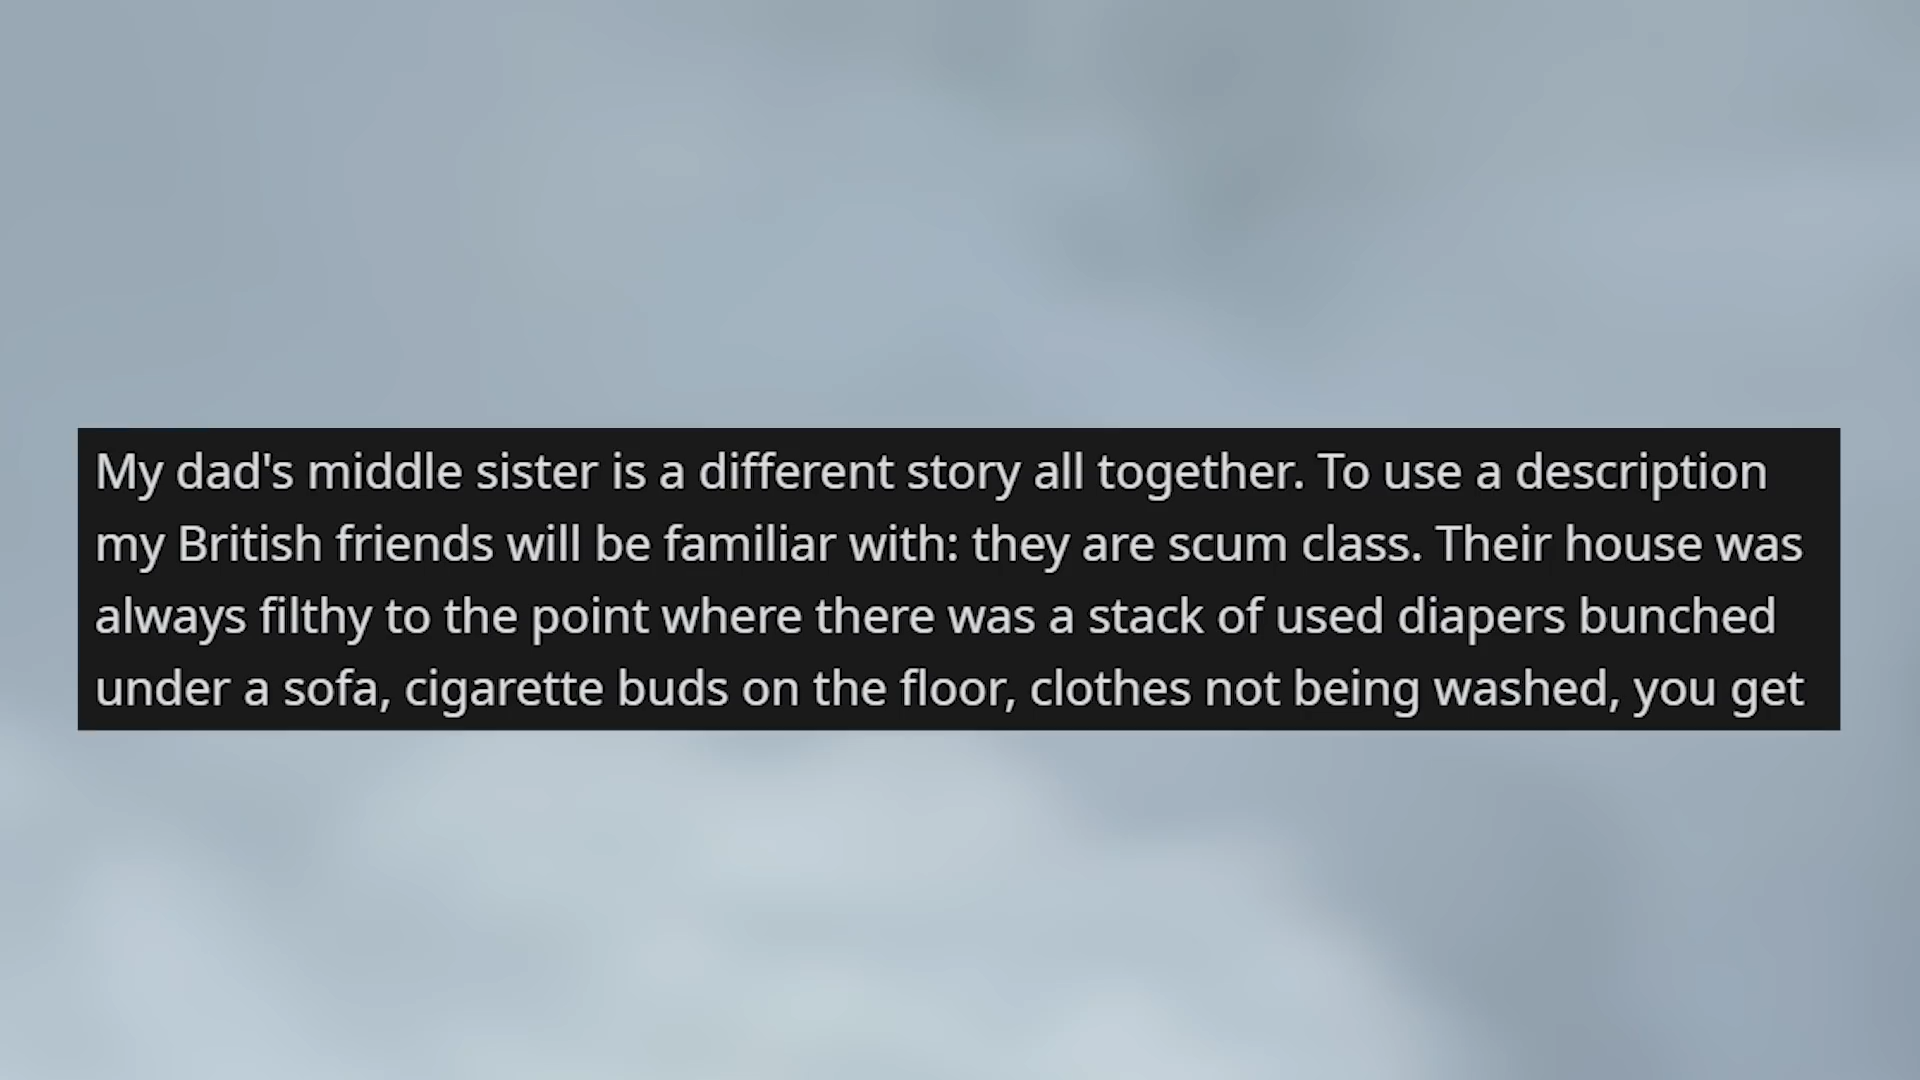 My dad's middle sister is a different story all together. To use a description
my British friends will be familiar with: they are scum class. Their house was
always filthy to the point where there was a stack of used diapers bunched
under a sofa, cigarette buds on the floor, clothes not being washed, you get